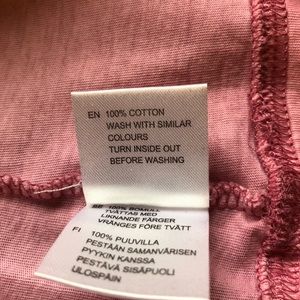 EN 100% COTTON
WASH WITH SIMILAR
COLOURS
TURN INSIDE OUT
BEFORE WASHING
100% BOMULL
TVÄTTAS MED
LIKNANDE FÄRGER
VRÄNGES FÖRE TVÄTT
FI 100% PUUVILLA
PESTÄÄN SAMANVÄRISEN
PYYKIN KANSSA
PESTÄVÄ SISÄPUOLI
ULOSPÄIN